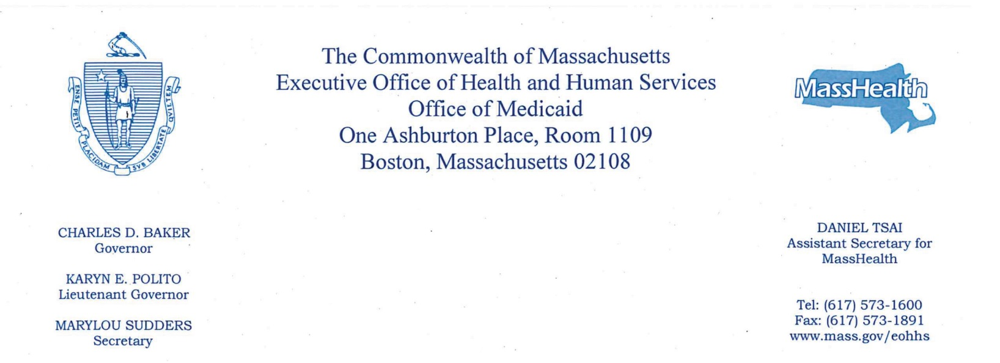 The Commonwealth of Massachusetts
Executive Office of Health and Human Services
Office of Medicaid
One Ashburton Place, Room 1109
Boston, Massachusetts 02108
ENSE PETIT
PLACIDAM
SVB LIBERTATE
QVIETEM
MassHealth
CHARLES D. BAKER
Governor
KARYN E. POLITO
Lieutenant Governor
MARYLOU SUDDERS
Secretary
DANIEL TSAI
Assistant Secretary for
MassHealth
Tel: (617) 573-1600
Fax: (617) 573-1891
www.mass.gov/eohhs